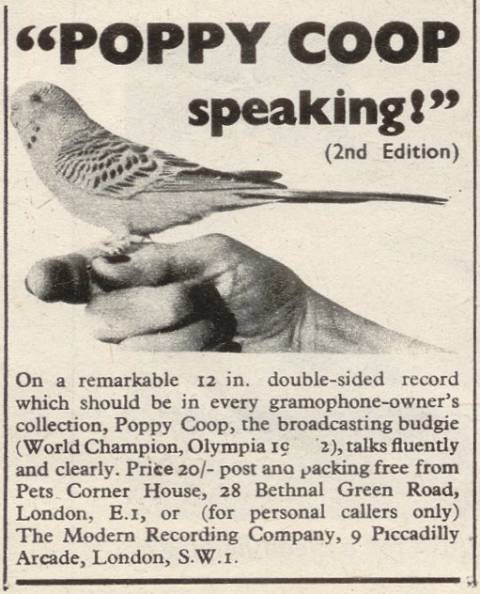 “POPPY COOP
speaking!”
(2nd Edition)
On a remarkable 12 in. double-sided record
which should be in every gramophone-owner’s
collection, Poppy Coop, the broadcasting budgie
(World Champion, Olympia 19 2), talks fluently
and clearly. Price 20/- post and packing free from
Pets Corner House, 28 Bethnal Green Road,
London, E.1, or (for personal callers only)
The Modern Recording Company, 9 Piccadilly
Arcade, London, S.W.1.